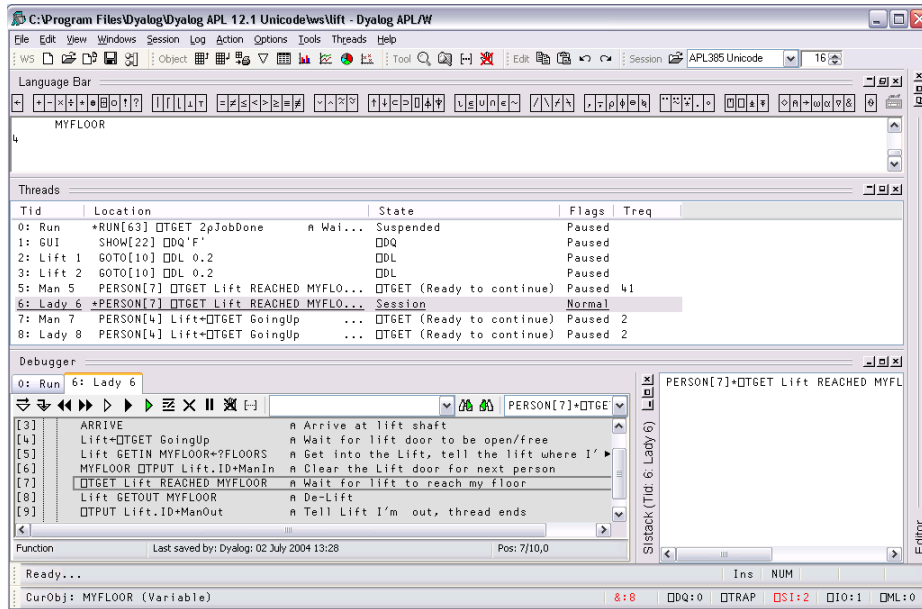 C:\Program Files\Dyalog\Dyalog APL 12.1 Unicode\ws\lift - Dyalog APL/W
File Edit View Windows Session Log Action Options Tools Threads Help
WS Object Tool Edit Session APL385 Unicode 16
Language Bar
MYFLOOR
4
Threads
Tid Location State Flags Treq
0: Run *RUN[63] ⎕TGET 2⍴JobDone ⍝ Wai... Suspended Paused
1: GUI SHOW[22] ⎕DQ'F' ⎕DQ Paused
2: Lift 1 GOTO[10] ⎕DL 0.2 ⎕DL Paused
3: Lift 2 GOTO[10] ⎕DL 0.2 ⎕DL Paused
5: Man 5 PERSON[7] ⎕TGET Lift REACHED MYFLO... ⎕TGET (Ready to continue) Paused 41
6: Lady 6 *PERSON[7] ⎕TGET Lift REACHED MYFLO... Session Normal
7: Man 7 PERSON[4] Lift←⎕TGET GoingUp ... ⎕TGET (Ready to continue) Paused 2
8: Lady 8 PERSON[4] Lift←⎕TGET GoingUp ... ⎕TGET (Ready to continue) Paused 2
Debugger
0: Run 6: Lady 6
PERSON[7]*⎕TGE
[3] ARRIVE ⍝ Arrive at lift shaft
[4] Lift←⎕TGET GoingUp ⍝ Wait for lift door to be open/free
[5] Lift GETIN MYFLOOR←?FLOORS ⍝ Get into the Lift, tell the lift where I'
[6] MYFLOOR ⎕TPUT Lift.ID+ManIn ⍝ Clear the Lift door for next person
[7] ⎕TGET Lift REACHED MYFLOOR ⍝ Wait for lift to reach my floor
[8] Lift GETOUT MYFLOOR ⍝ De-Lift
[9] ⎕TPUT Lift.ID+ManOut ⍝ Tell Lift I'm out, thread ends
Function Last saved by: Dyalog: 02 July 2004 13:28 Pos: 7/10,0
SIstack (Tid: 6: Lady 6)
PERSON[7]*⎕TGET Lift REACHED MYFL
Editor
Ready... Ins NUM
CurObj: MYFLOOR (Variable) &:8 ⎕DQ:0 ⎕TRAP ⎕SI:2 ⎕IO:1 ⎕ML:0